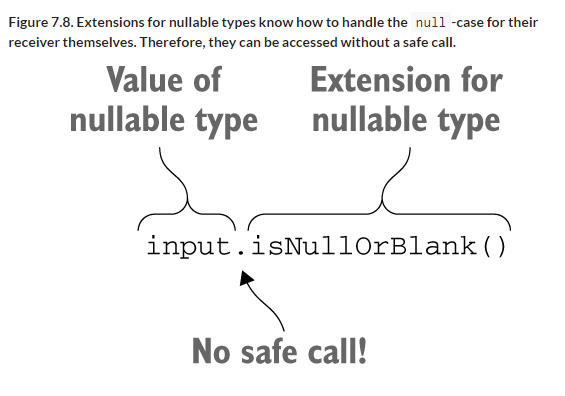 Figure 7.8. Extensions for nullable types know how to handle the null -case for their
receiver themselves. Therefore, they can be accessed without a safe call.
Value of
nullable type
Extension for
nullable type
input.isNullOrBlank()
No safe call!